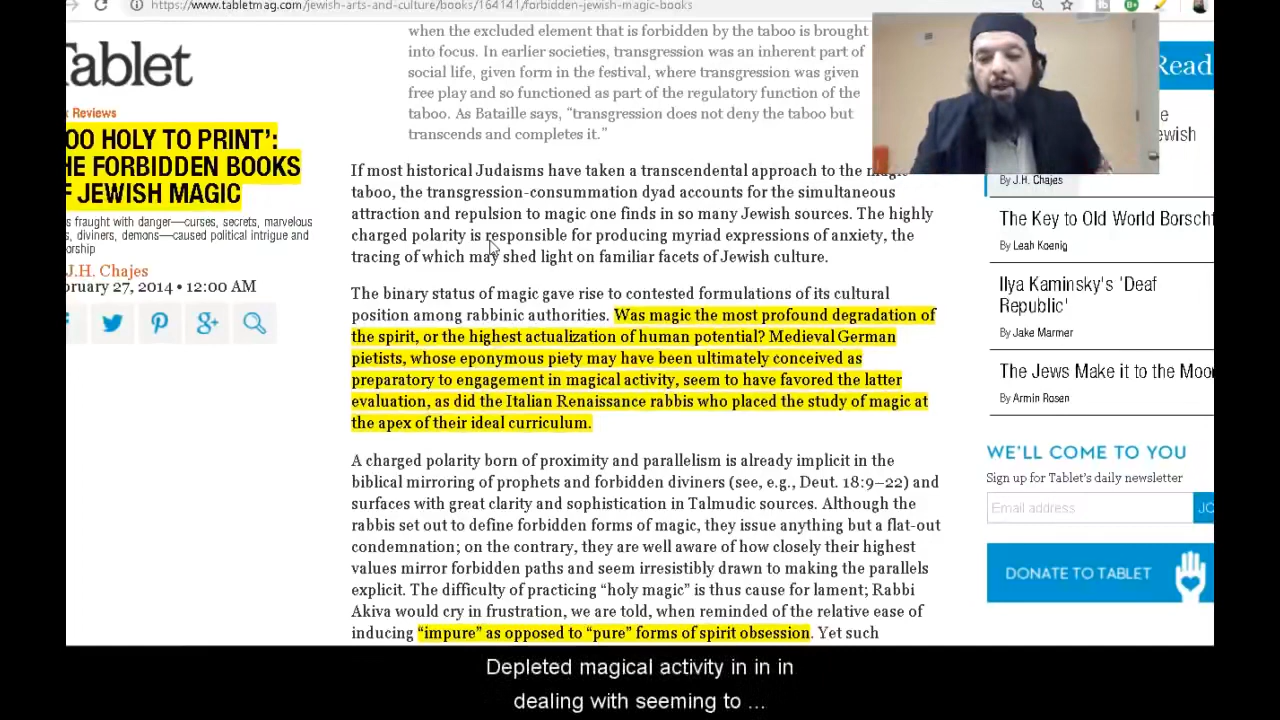 https://www.tabletmag.com/jewish-arts-and-culture/books/164141/forbidden-jewish-magic-books
Tablet
Reviews
OO HOLY TO PRINT':
HE FORBIDDEN BOOKS
F JEWISH MAGIC
s fraught with danger—curses, secrets, marvelous
s, diviners, demons—caused political intrigue and
orship
J.H. Chajes
bruary 27, 2014 • 12:00 AM
when the excluded element that is forbidden by the taboo is brought
into focus. In earlier societies, transgression was an inherent part of
social life, given form in the festival, where transgression was given
free play and so functioned as part of the regulatory function of the
taboo. As Bataille says, “transgression does not deny the taboo but
transcends and completes it.”
If most historical Judaisms have taken a transcendental approach to the magic
taboo, the transgression-consummation dyad accounts for the simultaneous
attraction and repulsion to magic one finds in so many Jewish sources. The highly
charged polarity is responsible for producing myriad expressions of anxiety, the
tracing of which may shed light on familiar facets of Jewish culture.
The binary status of magic gave rise to contested formulations of its cultural
position among rabbinic authorities. Was magic the most profound degradation of
the spirit, or the highest actualization of human potential? Medieval German
pietists, whose eponymous piety may have been ultimately conceived as
preparatory to engagement in magical activity, seem to have favored the latter
evaluation, as did the Italian Renaissance rabbis who placed the study of magic at
the apex of their ideal curriculum.
A charged polarity born of proximity and parallelism is already implicit in the
biblical mirroring of prophets and forbidden diviners (see, e.g., Deut. 18:9–22) and
surfaces with great clarity and sophistication in Talmudic sources. Although the
rabbis set out to define forbidden forms of magic, they issue anything but a flat-out
condemnation; on the contrary, they are well aware of how closely their highest
values mirror forbidden paths and seem irresistibly drawn to making the parallels
explicit. The difficulty of practicing “holy magic” is thus cause for lament; Rabbi
Akiva would cry in frustration, we are told, when reminded of the relative ease of
inducing “impure” as opposed to “pure” forms of spirit obsession. Yet such
Read
e
ewish
By J.H. Chajes
The Key to Old World Borscht
By Leah Koenig
Ilya Kaminsky's 'Deaf
Republic'
By Jake Marmer
The Jews Make it to the Moo
By Armin Rosen
WE'LL COME TO YOU
Sign up for Tablet's daily newsletter
Email address
JO
DONATE TO TABLET
Depleted magical activity in in in
dealing with seeming to ...